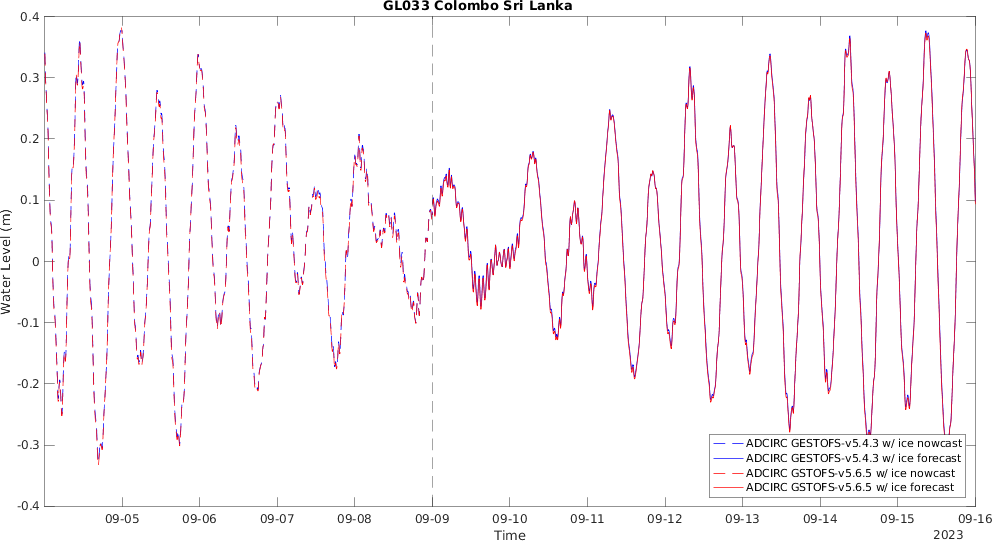 GL033 Colombo Sri Lanka
0.4
0.3
0.2
0.1
0
-0.1
-0.2
-0.3
-0.4
Water Level (m)
ADCIRC GESTOFS-v5.4.3 w/ ice nowcast
ADCIRC GESTOFS-v5.4.3 w/ ice forecast
ADCIRC GSTOFS-v5.6.5 w/ ice nowcast
ADCIRC GSTOFS-v5.6.5 w/ ice forecast
09-05 09-06 09-07 09-08 09-09 09-10 09-11 09-12 09-13 09-14 09-15 09-16
Time
2023